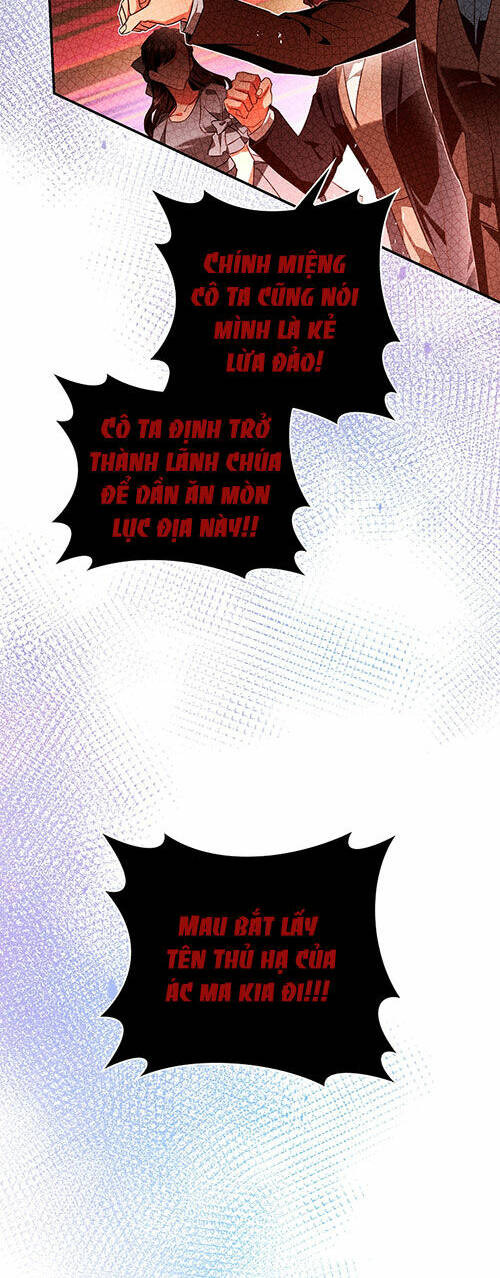 CHÍNH MIỆNG
CÔ TA CŨNG NÓI
MÌNH LÀ KẺ
LỪA ĐẢO!
CÔ TA ĐỊNH TRỞ
THÀNH LÃNH CHÚA
ĐỂ DẦN ĂN MÒN
LỤC ĐỊA NÀY!!
MAU BẮT LẤY
TÊN THỦ HẠ CỦA
ÁC MA KIA ĐI!!!